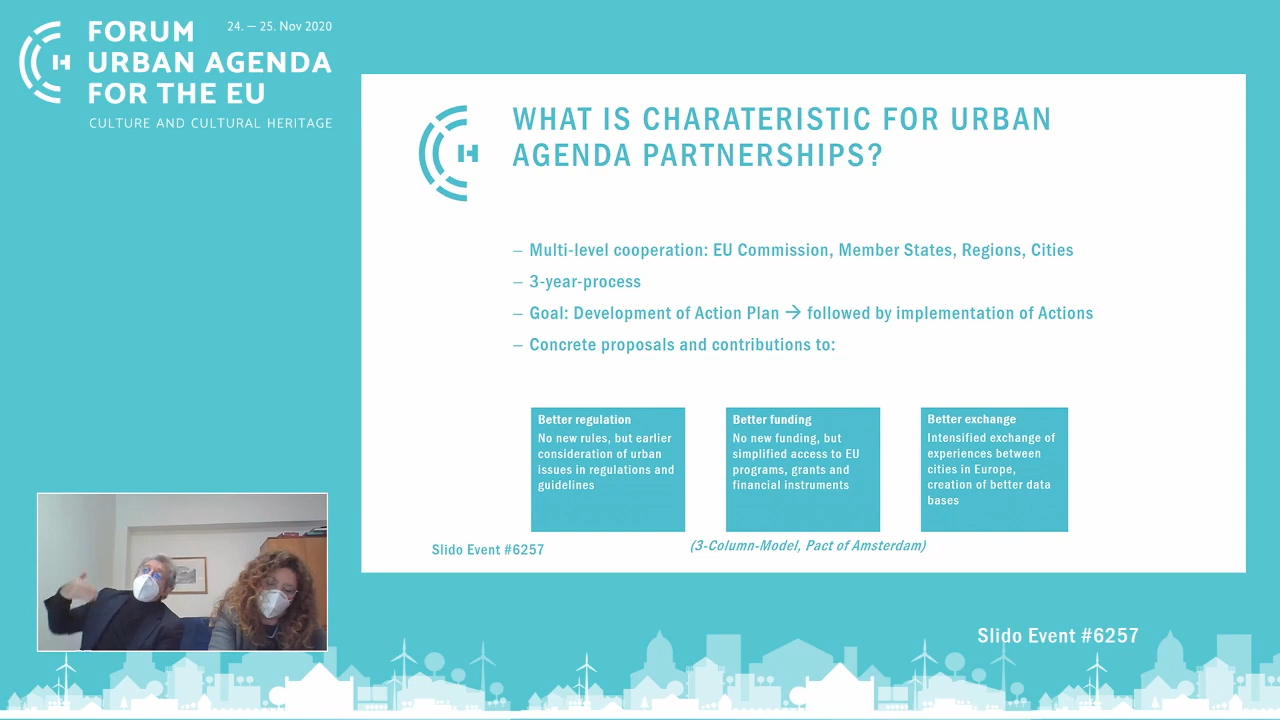 FORUM
24. – 25. Nov 2020
URBAN AGENDA
FOR THE EU
CULTURE AND CULTURAL HERITAGE
WHAT IS CHARATERISTIC FOR URBAN
AGENDA PARTNERSHIPS?
– Multi-level cooperation: EU Commission, Member States, Regions, Cities
– 3-year-process
– Goal: Development of Action Plan → followed by implementation of Actions
– Concrete proposals and contributions to:
Better regulation
No new rules, but earlier
consideration of urban
issues in regulations and
guidelines
Better funding
No new funding, but
simplified access to EU
programs, grants and
financial instruments
Better exchange
Intensified exchange of
experiences between
cities in Europe,
creation of better data
bases
(3-Column-Model, Pact of Amsterdam)
Slido Event #6257
Slido Event #6257